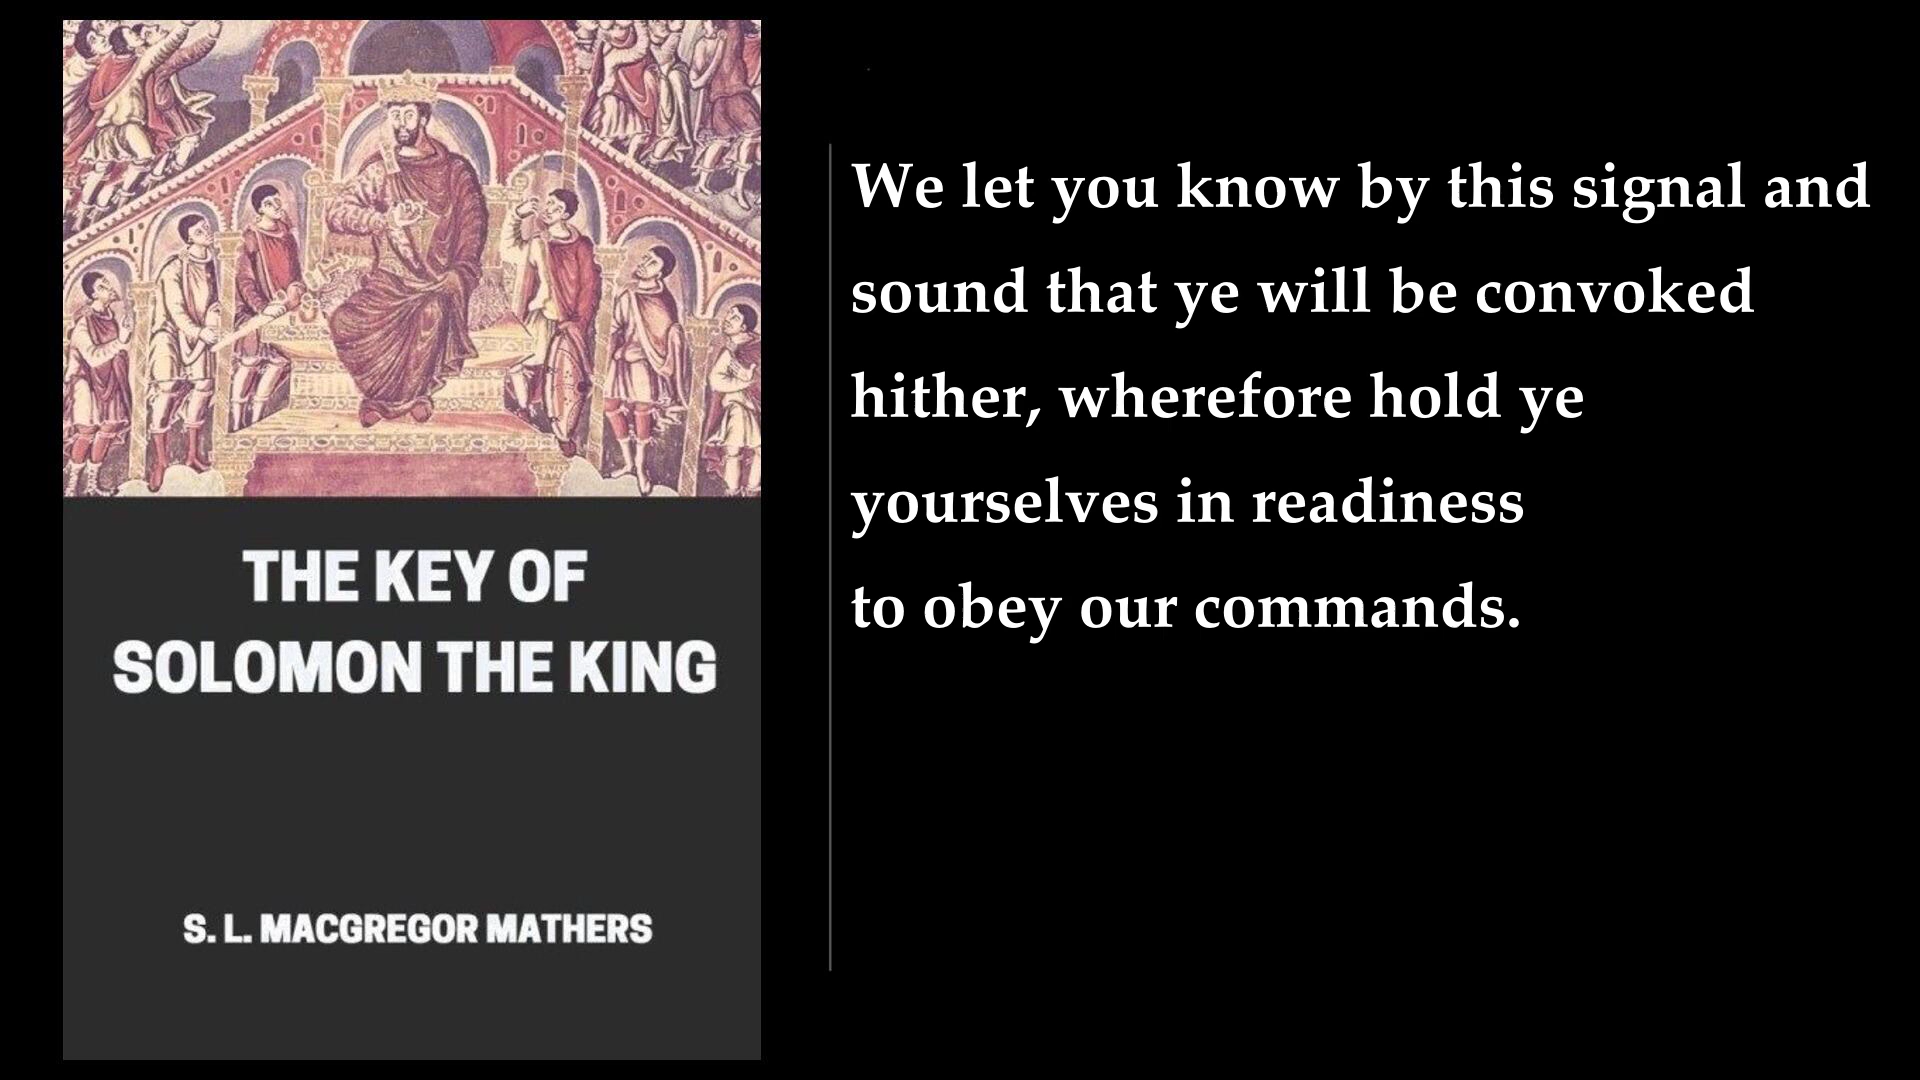 THE KEY OF
SOLOMON THE KING
S. L. MACGREGOR MATHERS
We let you know by this signal and
sound that ye will be convoked
hither, wherefore hold ye
yourselves in readiness
to obey our commands.